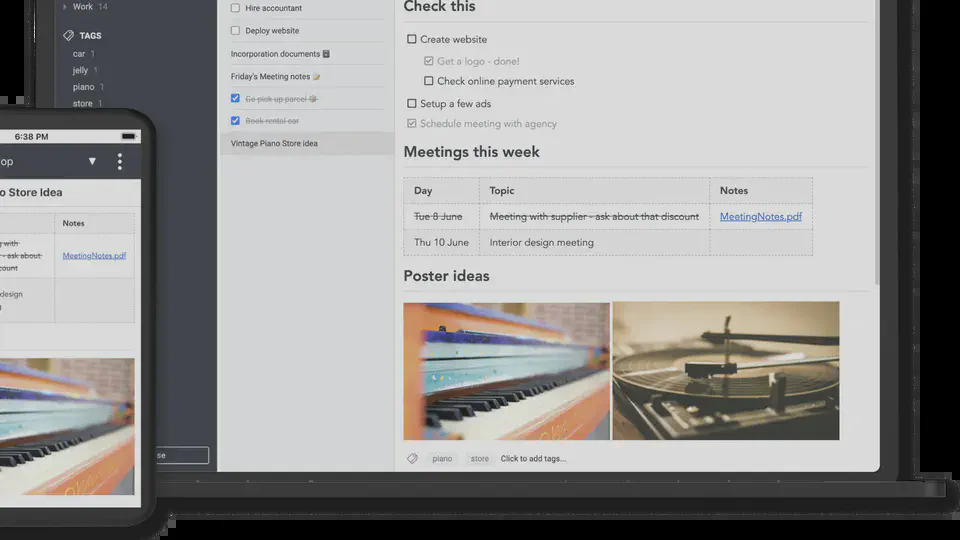 Work 14
TAGS
car 1
jelly 1
piano 1
store 1
Hire accountant
Deploy website
Incorporation documents
Friday's Meeting notes
Go pick up parcel
Book rental car
Vintage Piano Store idea
Check this
Create website
Get a logo - done!
Check online payment services
Setup a few ads
Schedule meeting with agency
Meetings this week
Day Topic Notes
Tue 8 June Meeting with supplier - ask about that discount MeetingNotes.pdf
Thu 10 June Interior design meeting
Poster ideas
piano store Click to add tags...
6:38 PM
op
o Store Idea
Notes
g with
- ask about
count
MeetingNotes.pdf
design
g
se